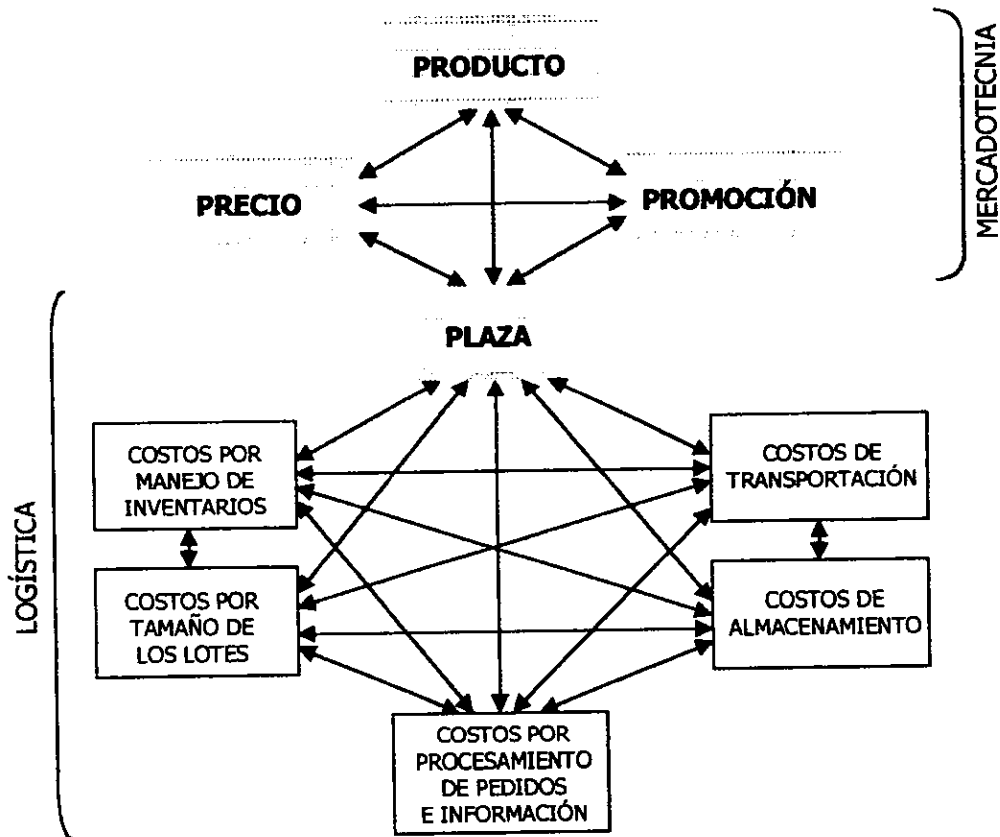 PRODUCTO
MERCADOTECNIA
PRECIO
PROMOCIÓN
PLAZA
LOGÍSTICA
COSTOS POR
MANEJO DE
INVENTARIOS
COSTOS DE
TRANSPORTACIÓN
COSTOS POR
TAMAÑO DE
LOS LOTES
COSTOS DE
ALMACENAMIENTO
COSTOS POR
PROCESAMIENTO
DE PEDIDOS
E INFORMACIÓN